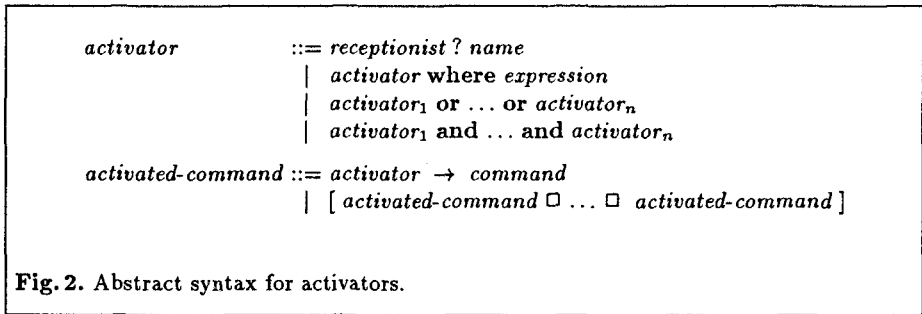 activator ::= receptionist ? name
| activator where expression
| activator₁ or ... or activatorₙ
| activator₁ and ... and activatorₙ
activated-command ::= activator → command
| [ activated-command □ ... □ activated-command ]
Fig. 2. Abstract syntax for activators.